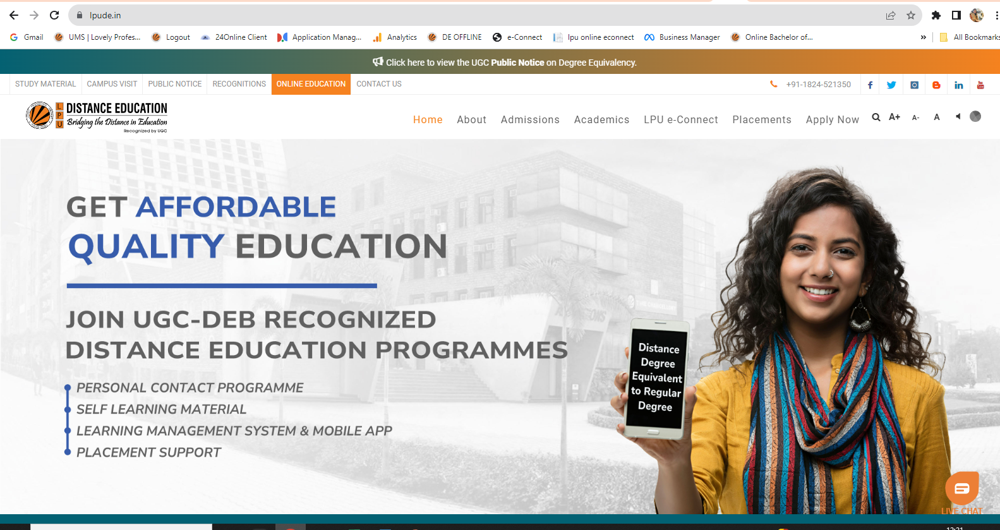 lpude.in
Gmail UMS | Lovely Profes... Logout 24Online Client Application Manag... Analytics DE OFFLINE e-Connect lpu online econnect Business Manager Online Bachelor of... » All Bookmarks
Click here to view the UGC Public Notice on Degree Equivalency.
STUDY MATERIAL CAMPUS VISIT PUBLIC NOTICE RECOGNITIONS ONLINE EDUCATION CONTACT US +91-1824-521350
LPU
DISTANCE EDUCATION
Bridging the Distance in Education
Recognized by UGC
Home About Admissions Academics LPU e-Connect Placements Apply Now A+ A- A
GET AFFORDABLE
QUALITY EDUCATION
JOIN UGC-DEB RECOGNIZED
DISTANCE EDUCATION PROGRAMMES
PERSONAL CONTACT PROGRAMME
SELF LEARNING MATERIAL
LEARNING MANAGEMENT SYSTEM & MOBILE APP
PLACEMENT SUPPORT
Distance
Degree
Equivalent
to Regular
Degree
LIVE CHAT